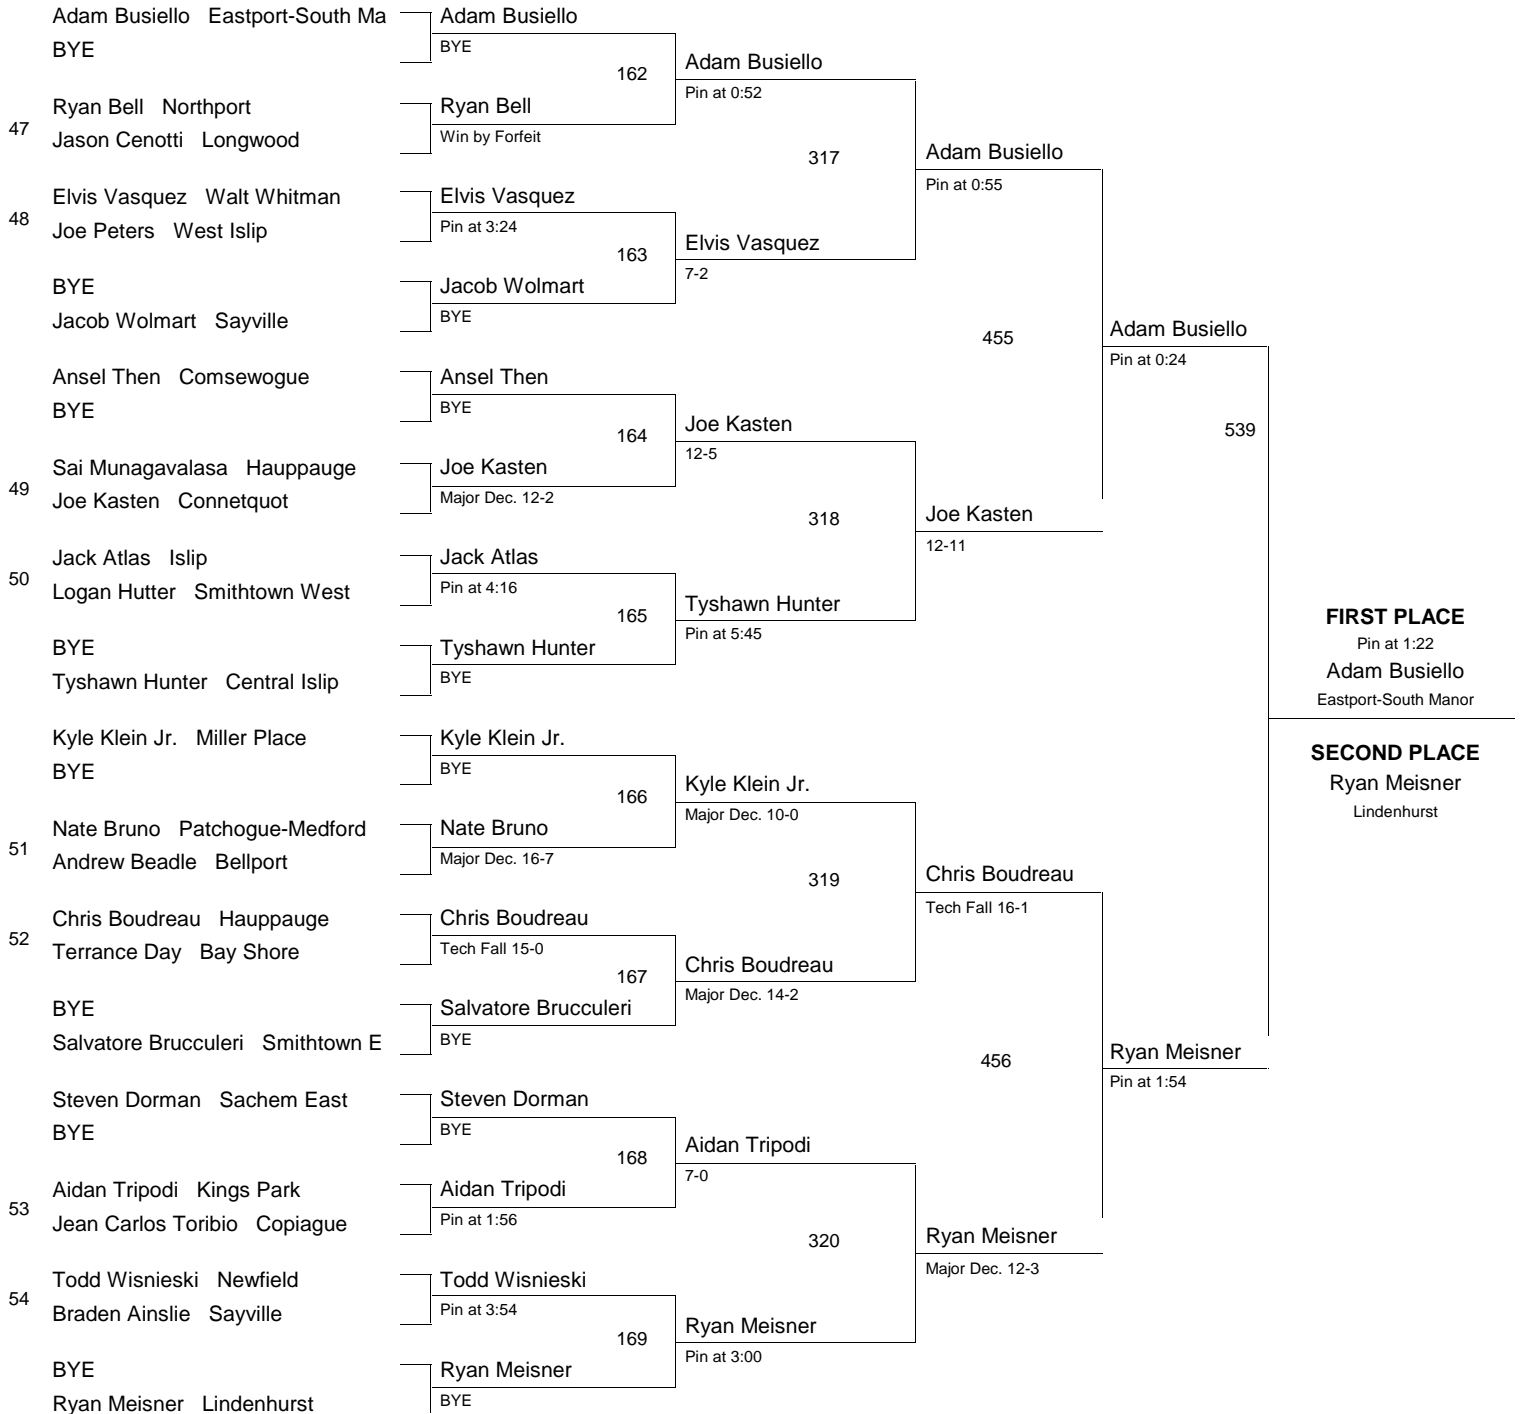 Adam Busiello Eastport-South Ma
BYE
47
Ryan Bell Northport
Jason Cenotti Longwood
48
Elvis Vasquez Walt Whitman
Joe Peters West Islip
BYE
Jacob Wolmart Sayville
Ansel Then Comsewogue
BYE
49
Sai Munagavalasa Hauppauge
Joe Kasten Connetquot
50
Jack Atlas Islip
Logan Hutter Smithtown West
BYE
Tyshawn Hunter Central Islip
Kyle Klein Jr. Miller Place
BYE
51
Nate Bruno Patchogue-Medford
Andrew Beadle Bellport
52
Chris Boudreau Hauppauge
Terrance Day Bay Shore
BYE
Salvatore Brucculeri Smithtown E
Steven Dorman Sachem East
BYE
53
Aidan Tripodi Kings Park
Jean Carlos Toribio Copiague
54
Todd Wisnieski Newfield
Braden Ainslie Sayville
BYE
Ryan Meisner Lindenhurst
Adam Busiello
BYE
162
Ryan Bell
Win by Forfeit
Elvis Vasquez
Pin at 3:24
163
Jacob Wolmart
BYE
Ansel Then
BYE
164
Joe Kasten
Major Dec. 12-2
Jack Atlas
Pin at 4:16
165
Tyshawn Hunter
BYE
Kyle Klein Jr.
BYE
166
Nate Bruno
Major Dec. 16-7
Chris Boudreau
Tech Fall 15-0
167
Salvatore Brucculeri
BYE
Steven Dorman
BYE
168
Aidan Tripodi
Pin at 1:56
Todd Wisnieski
Pin at 3:54
169
Ryan Meisner
BYE
Adam Busiello
Pin at 0:52
317
Elvis Vasquez
7-2
Joe Kasten
12-5
318
Tyshawn Hunter
Pin at 5:45
Kyle Klein Jr.
Major Dec. 10-0
319
Chris Boudreau
Major Dec. 14-2
Aidan Tripodi
7-0
320
Ryan Meisner
Pin at 3:00
Adam Busiello
Pin at 0:55
455
Joe Kasten
12-11
Chris Boudreau
Tech Fall 16-1
456
Ryan Meisner
Major Dec. 12-3
Adam Busiello
Pin at 0:24
539
Ryan Meisner
Pin at 1:54
FIRST PLACE
Pin at 1:22
Adam Busiello
Eastport-South Manor
SECOND PLACE
Ryan Meisner
Lindenhurst